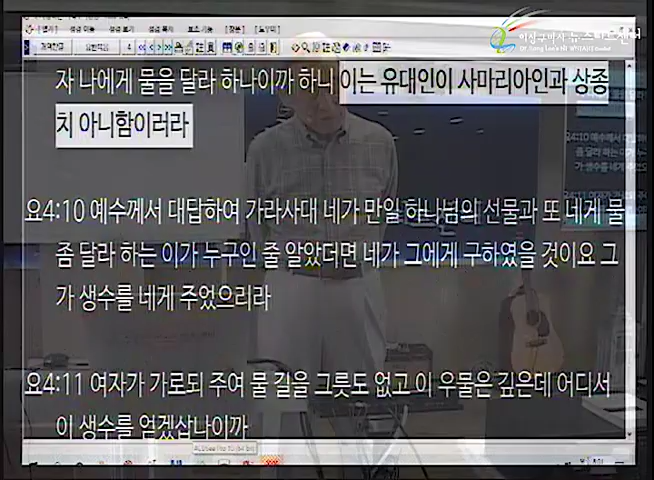 자 나에게 물을 달라 하나이까 하니 이는 유대인이 사마리아인과 상종
치 아니함이러라
요4:10 예수께서 대답하여 가라사대 네가 만일 하나님의 선물과 또 네게 물
좀 달라 하는 이가 누구인 줄 알았더면 네가 그에게 구하였을 것이요 그
가 생수를 네게 주었으리라
요4:11 여자가 가로되 주여 물 길을 그릇도 없고 이 우물은 깊은데 어디서
이 생수를 얻겠삽나이까